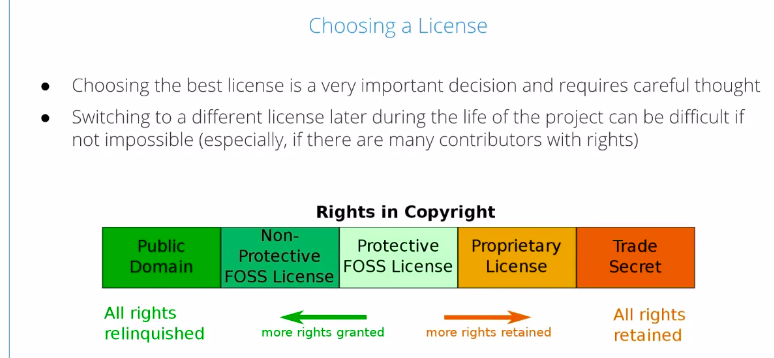 Choosing a License
● Choosing the best license is a very important decision and requires careful thought
● Switching to a different license later during the life of the project can be difficult if
not impossible (especially, if there are many contributors with rights)
Rights in Copyright
Public
Domain
Non-
Protective
FOSS License
Protective
FOSS License
Proprietary
License
Trade
Secret
All rights
relinquished
more rights granted
more rights retained
All rights
retained